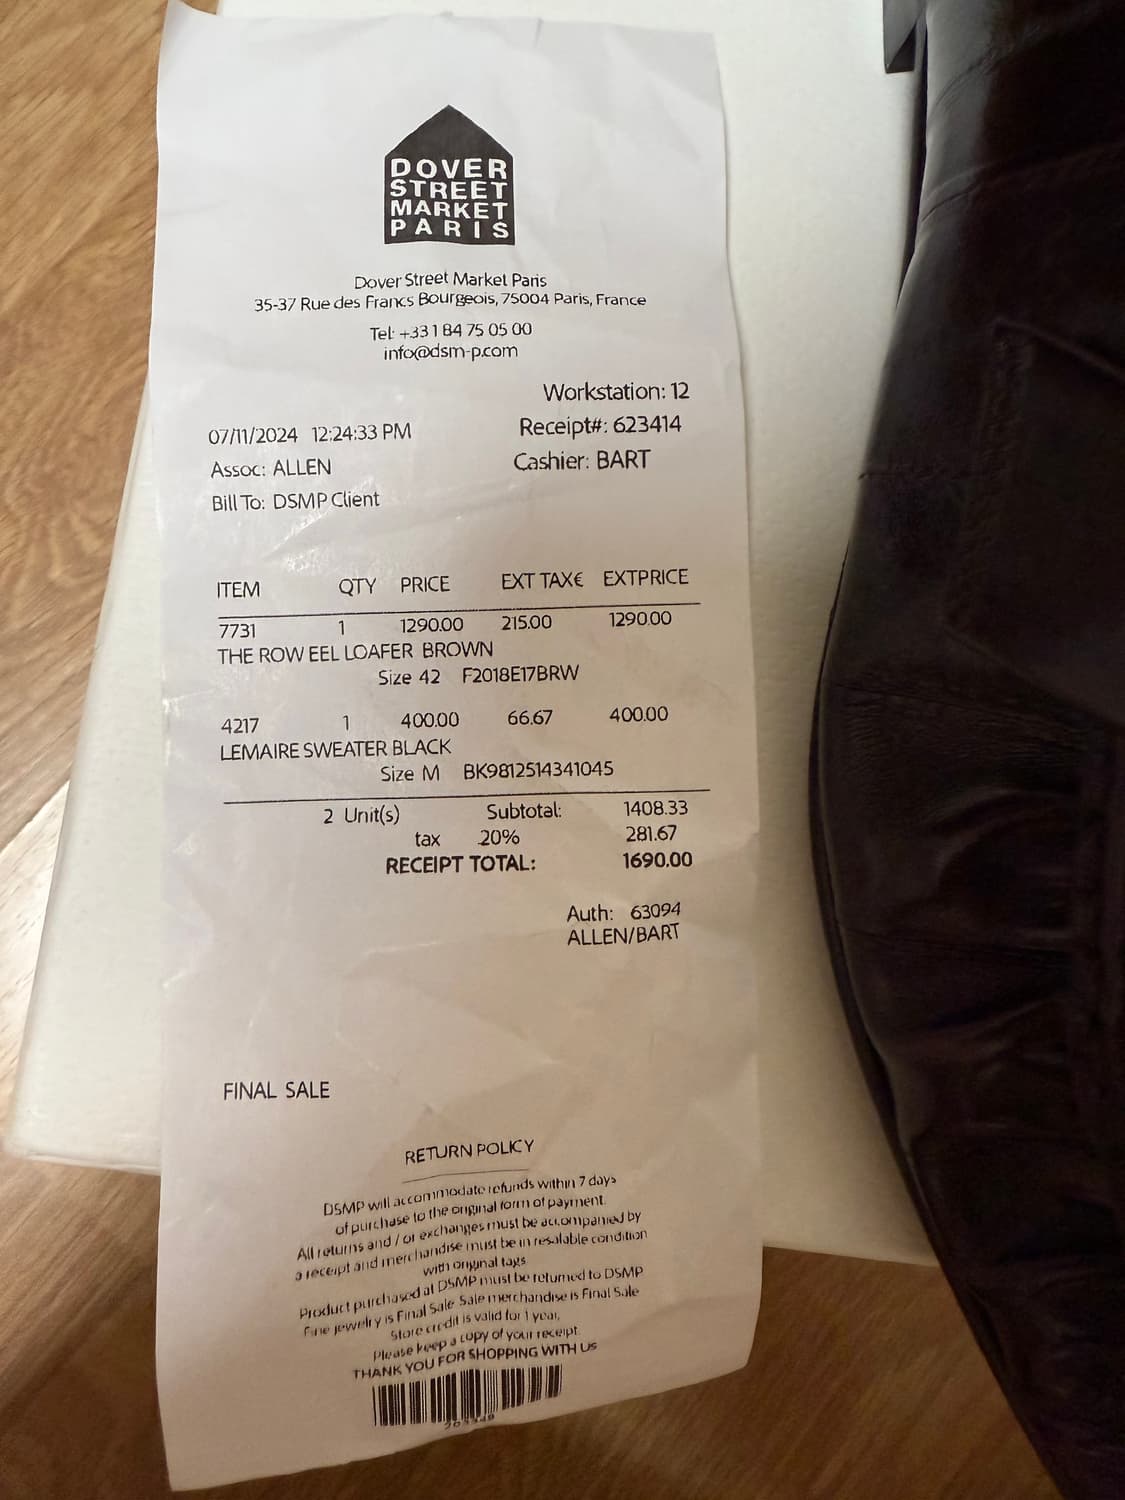 DOVER
STREET
MARKET
PARIS
Dover Street Market Paris
35-37 Rue des Francs Bourgeois, 75004 Paris, France
Tel: +33 1 84 75 05 00
info@dsm-p.com
Workstation: 12
07/11/2024 12:24:33 PM Receipt#: 623414
Assoc: ALLEN Cashier: BART
Bill To: DSMP Client
ITEM QTY PRICE EXT TAX€ EXTPRICE
7731 1 1290.00 215.00 1290.00
THE ROW EEL LOAFER BROWN
Size 42 F2018E17BRW
4217 1 400.00 66.67 400.00
LEMAIRE SWEATER BLACK
Size M BK9812514341045
2 Unit(s) Subtotal: 1408.33
tax 20% 281.67
RECEIPT TOTAL: 1690.00
Auth: 63094
ALLEN/BART
FINAL SALE
RETURN POLICY
DSMP will accommodate refunds within 7 days
of purchase to the original form of payment.
All returns and / or exchanges must be accompanied by
a receipt and merchandise must be in resalable condition
with original tags
Product purchased at DSMP must be returned to DSMP
Fine jewelry is Final Sale Sale merchandise is Final Sale
Store credit is valid for 1 year,
Please keep a copy of your receipt.
THANK YOU FOR SHOPPING WITH US